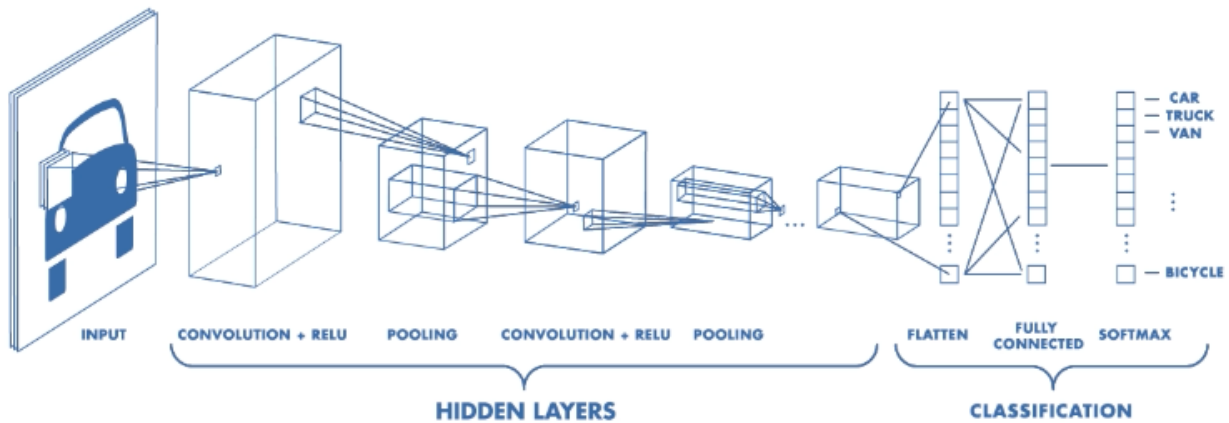 CAR
TRUCK
VAN
BICYCLE
INPUT
CONVOLUTION + RELU
POOLING
CONVOLUTION + RELU
POOLING
FLATTEN
FULLY
CONNECTED
SOFTMAX
HIDDEN LAYERS
CLASSIFICATION